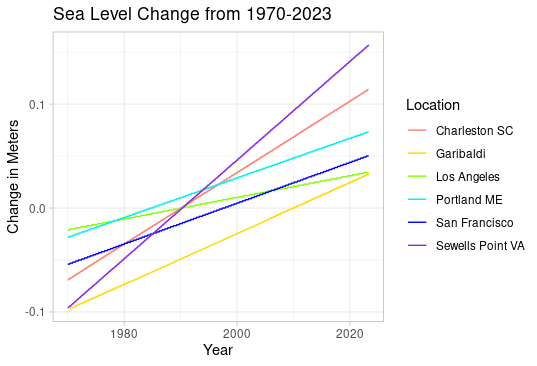 Sea Level Change from 1970-2023
Change in Meters
0.1
0.0
-0.1
1980
2000
2020
Year
Location
Charleston SC
Garibaldi
Los Angeles
Portland ME
San Francisco
Sewells Point VA